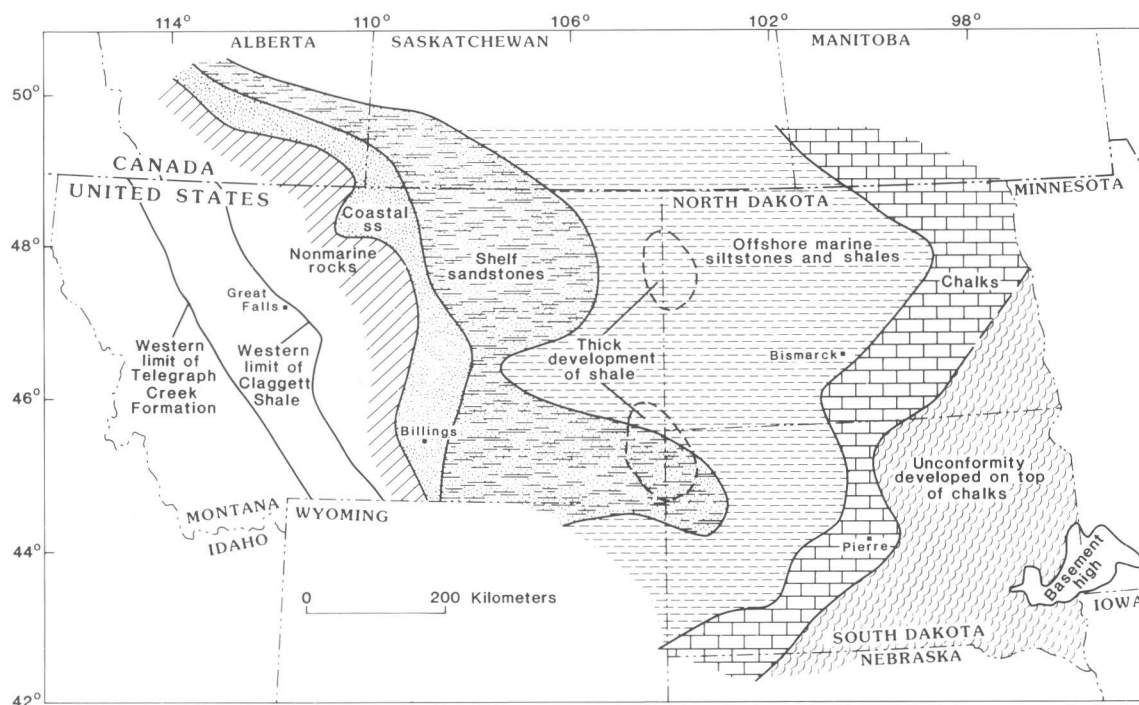 114° 110° 106° 102° 98°
ALBERTA SASKATCHEWAN MANITOBA
50°
CANADA
UNITED STATES
MINNESOTA
NORTH DAKOTA
Coastal
ss
48°
Nonmarine
rocks
Shelf
sandstones
Offshore marine
siltstones and shales
Chalks
Great
Falls
Western
limit of
Telegraph
Creek
Formation
Western
limit of
Claggett
Shale
Thick
development
of shale
Bismarck
46°
Billings
Unconformity
developed on top
of chalks
MONTANA
IDAHO
WYOMING
Pierre
44°
Basement
high
0 200 Kilometers
IOWA
SOUTH DAKOTA
NEBRASKA
42°